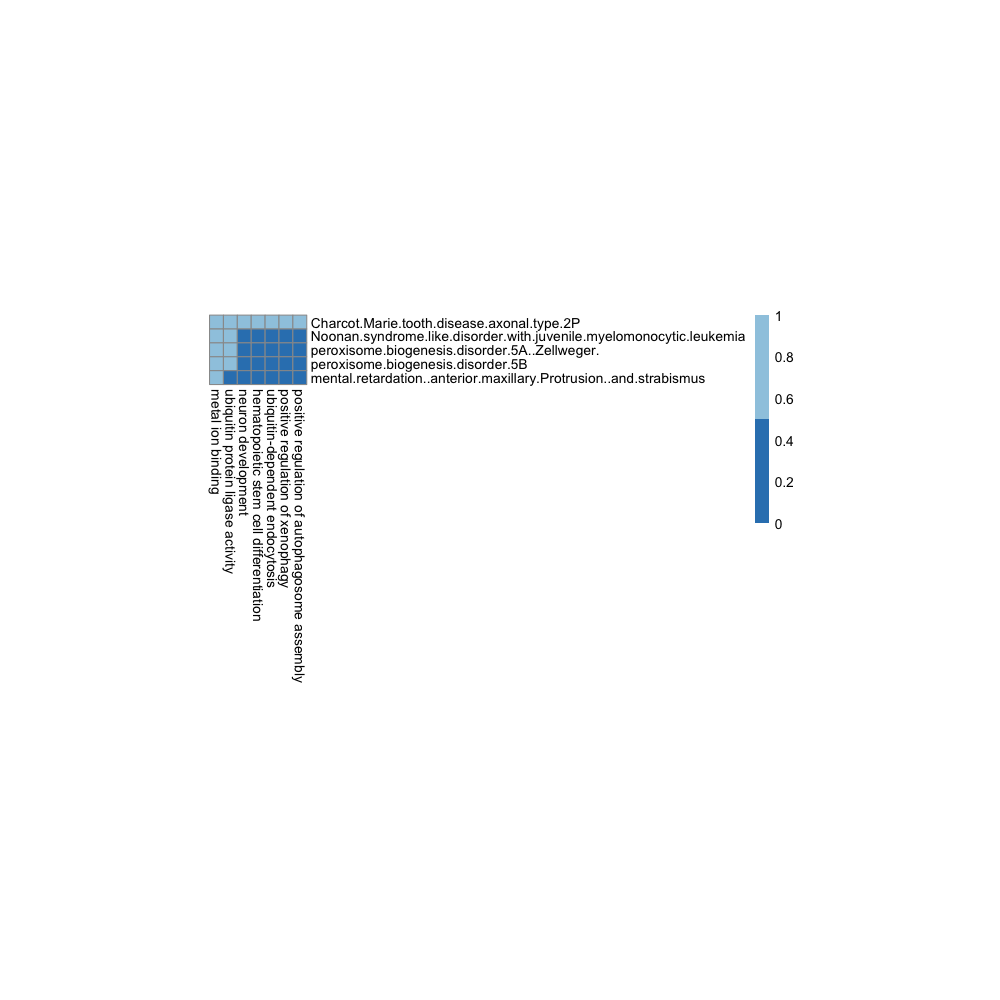 Charcot.Marie.tooth.disease.axonal.type.2P
Noonan.syndrome.like.disorder.with.juvenile.myelomonocytic.leukemia
peroxisome.biogenesis.disorder.5A..Zellweger.
peroxisome.biogenesis.disorder.5B
mental.retardation..anterior.maxillary.Protrusion..and.strabismus
metal ion binding
ubiquitin protein ligase activity
neuron development
hematopoietic stem cell differentiation
ubiquitin-dependent endocytosis
positive regulation of xenophagy
positive regulation of autophagosome assembly
1
0.8
0.6
0.4
0.2
0